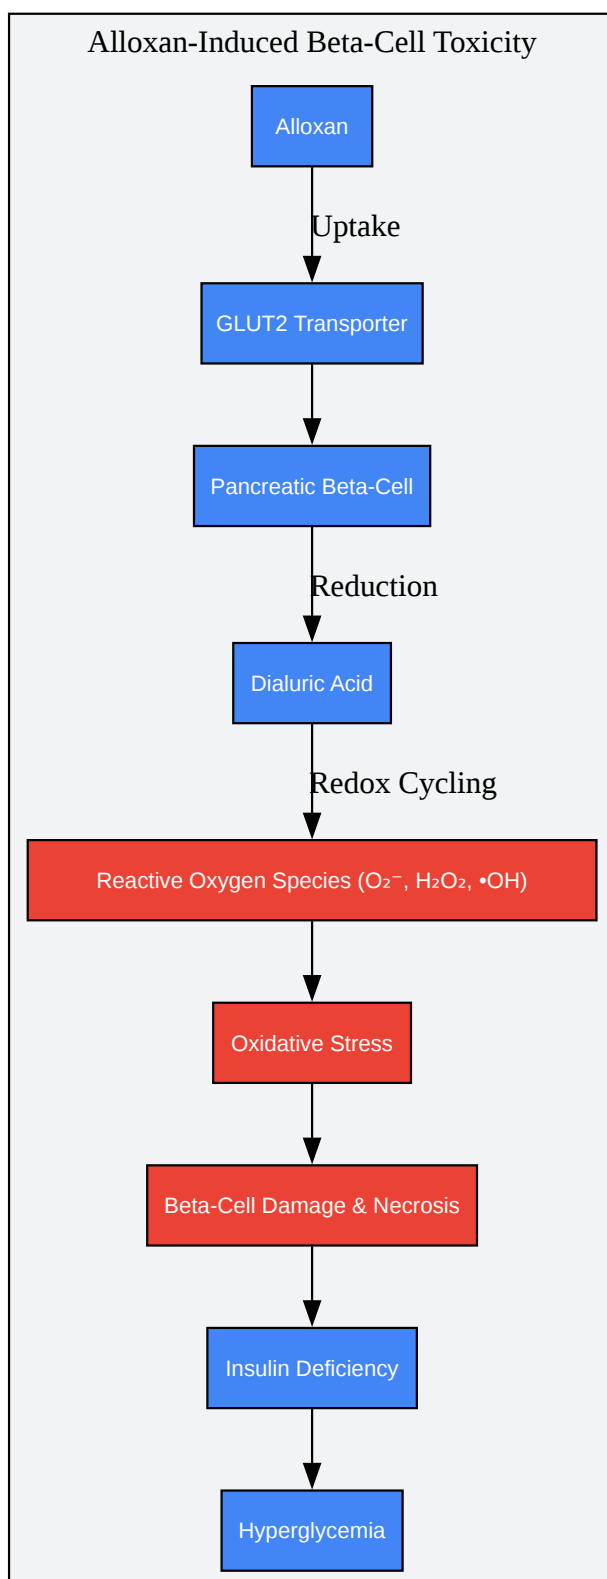 Alloxan-Induced Beta-Cell Toxicity
Alloxan
Uptake
GLUT2 Transporter
Pancreatic Beta-Cell
Reduction
Dialuric Acid
Redox Cycling
Reactive Oxygen Species (O₂⁻, H₂O₂, •OH)
Oxidative Stress
Beta-Cell Damage & Necrosis
Insulin Deficiency
Hyperglycemia